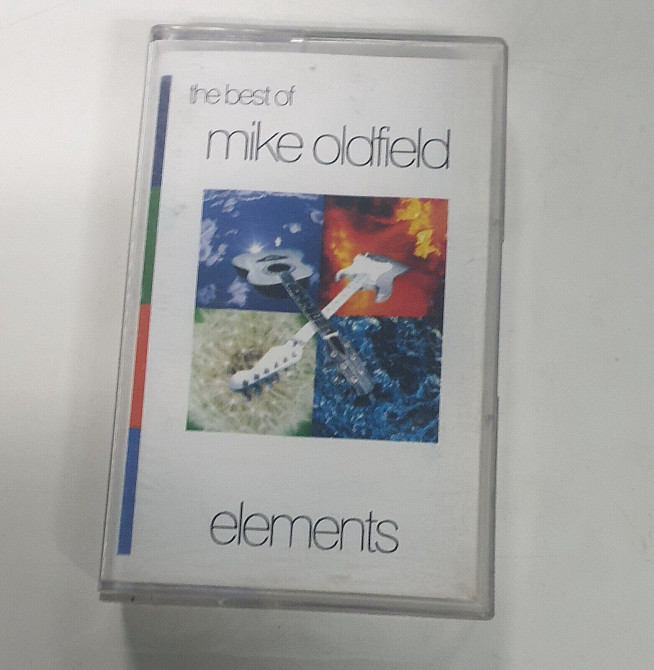 the best of
mike oldfield
elements